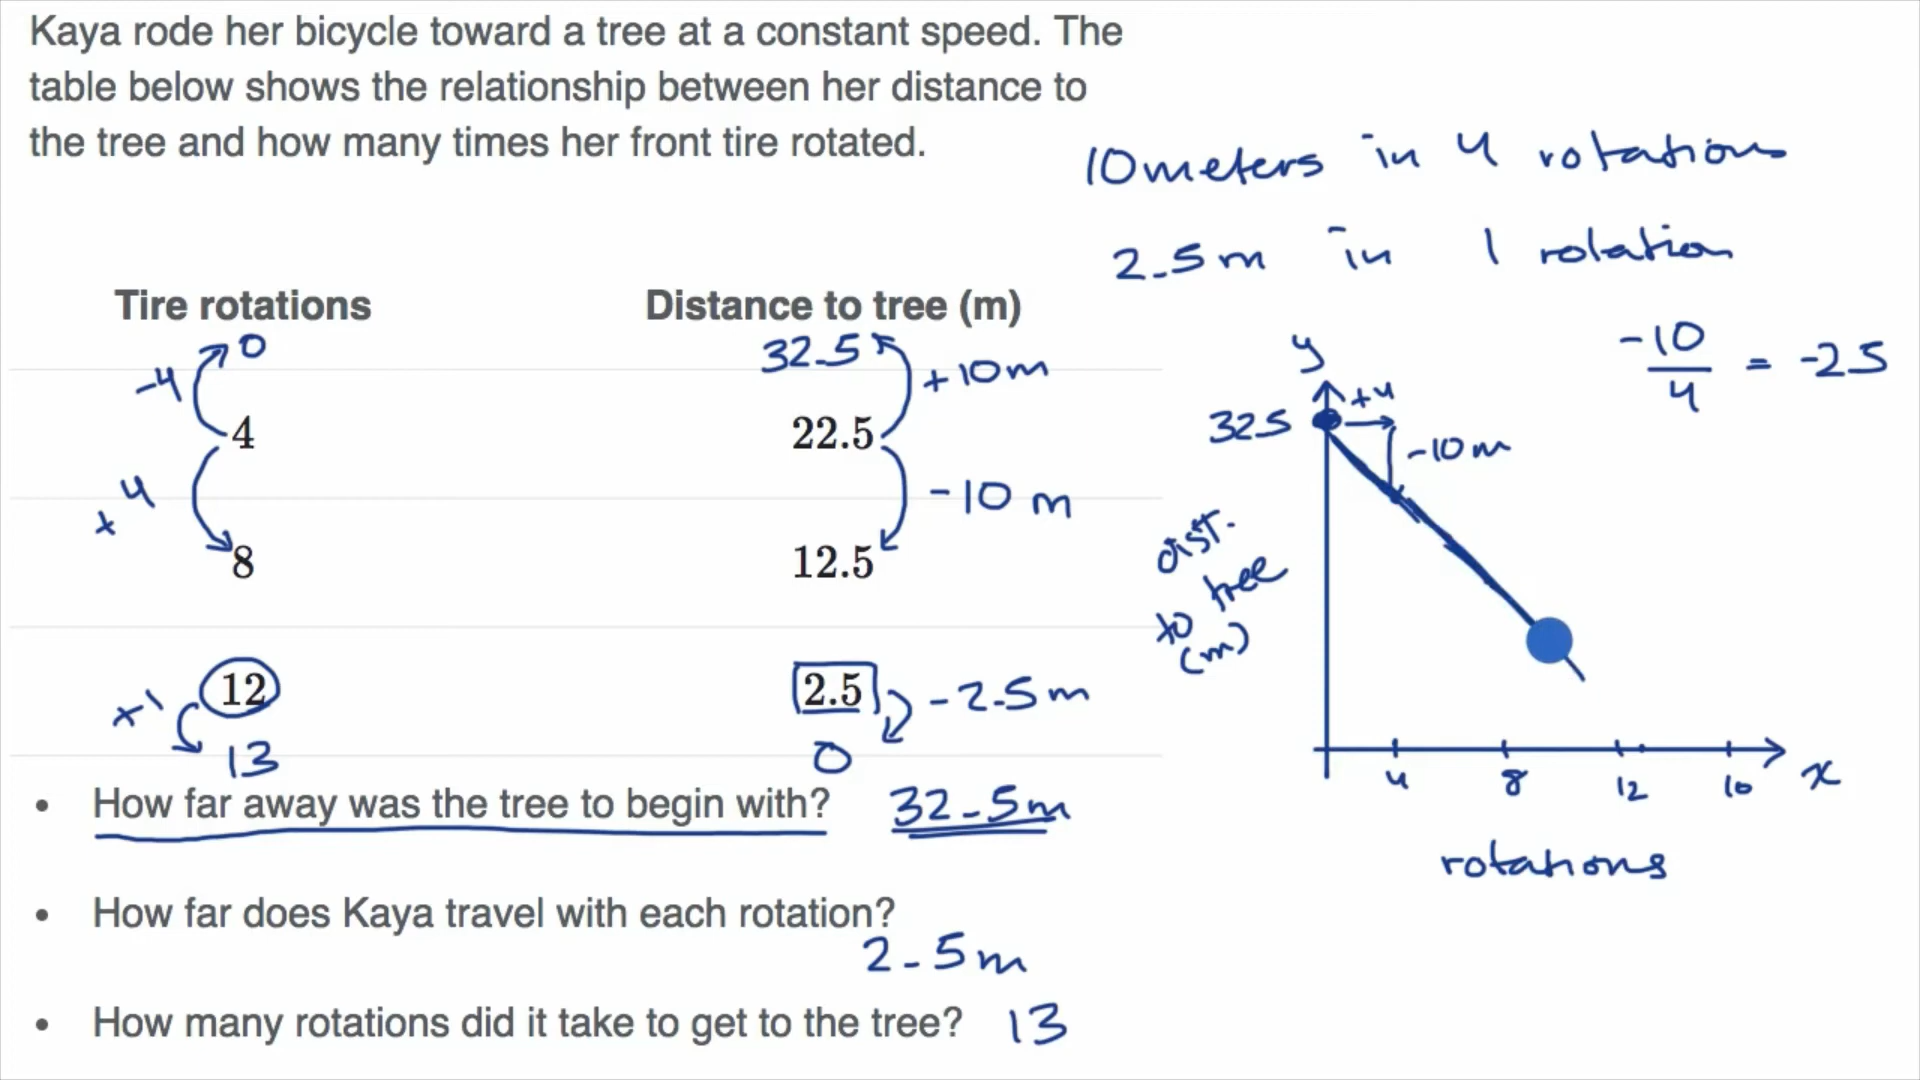 Kaya rode her bicycle toward a tree at a constant speed. The
table below shows the relationship between her distance to
the tree and how many times her front tire rotated.
10 meters in 4 rotations
2.5m in 1 rotation
Tire rotations Distance to tree (m)
0 32.5
-4 +10m
4 22.5
+4 -10 m
8 12.5
12 2.5
+1 -2.5m
13 0
• How far away was the tree to begin with? 32.5m
• How far does Kaya travel with each rotation?
2.5m
• How many rotations did it take to get to the tree? 13
-10/4 = -2.5
y
+4
32.5
-10m
dist.
to tree
(m)
4 8 12 10 x
rotations